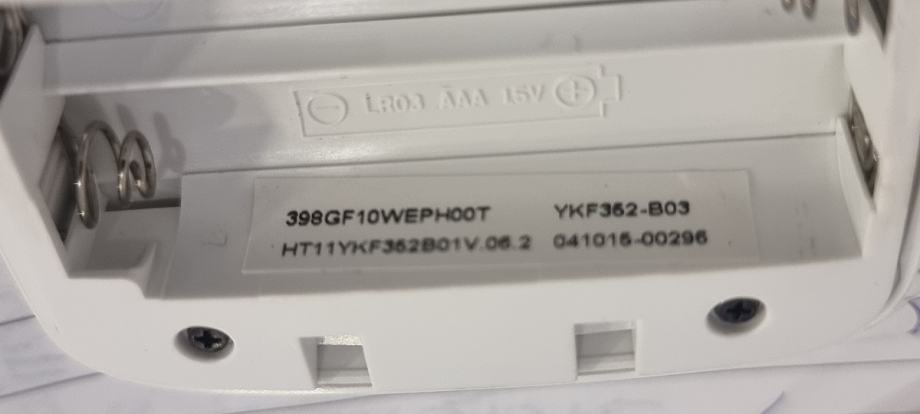 LR03 AAA 1.5V
398GF10WEPH00T YKF352-B03
HT11YKF352B01V.06.2 041015-00296